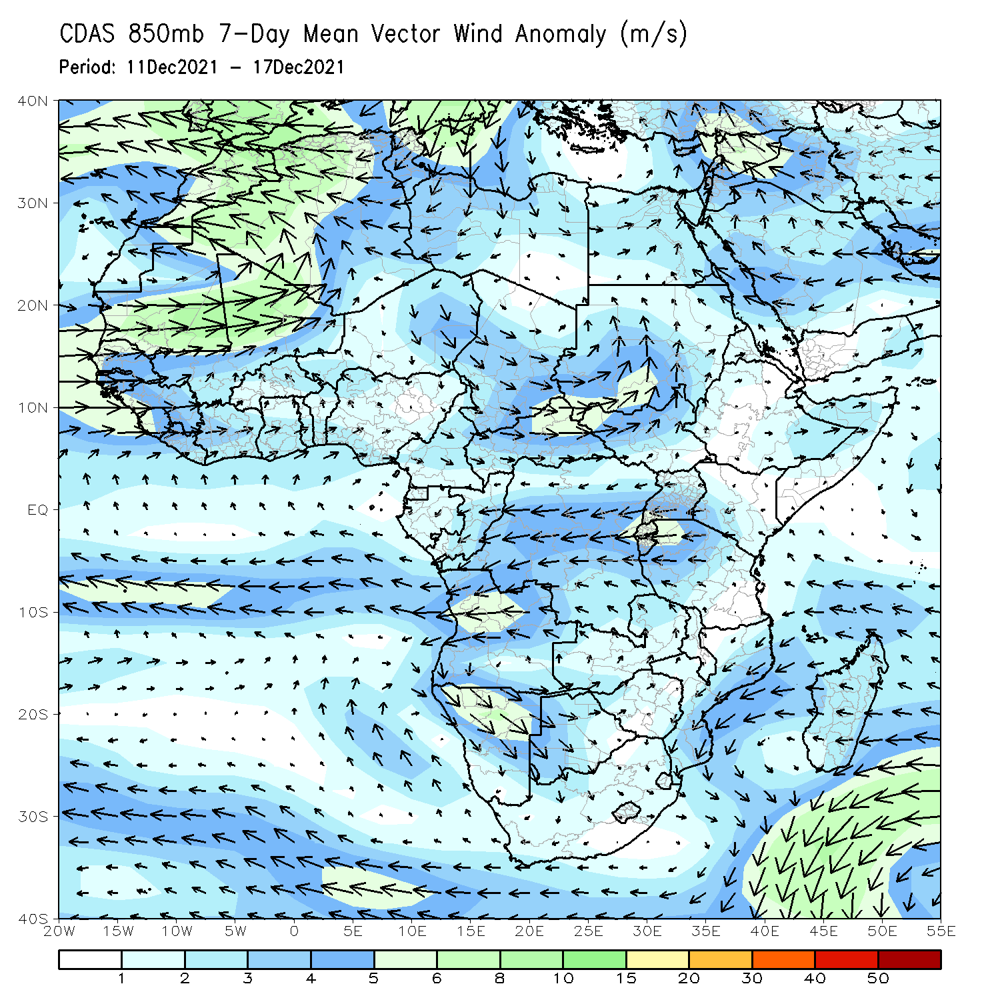 CDAS 850mb 7-Day Mean Vector Wind Anomaly (m/s)
Period: 11Dec2021 - 17Dec2021
40N
30N
20N
10N
EQ
10S
20S
30S
40S
20W 15W 10W 5W 0 5E 10E 15E 20E 25E 30E 35E 40E 45E 50E 55E
1 2 3 4 5 6 8 10 15 20 30 40 50